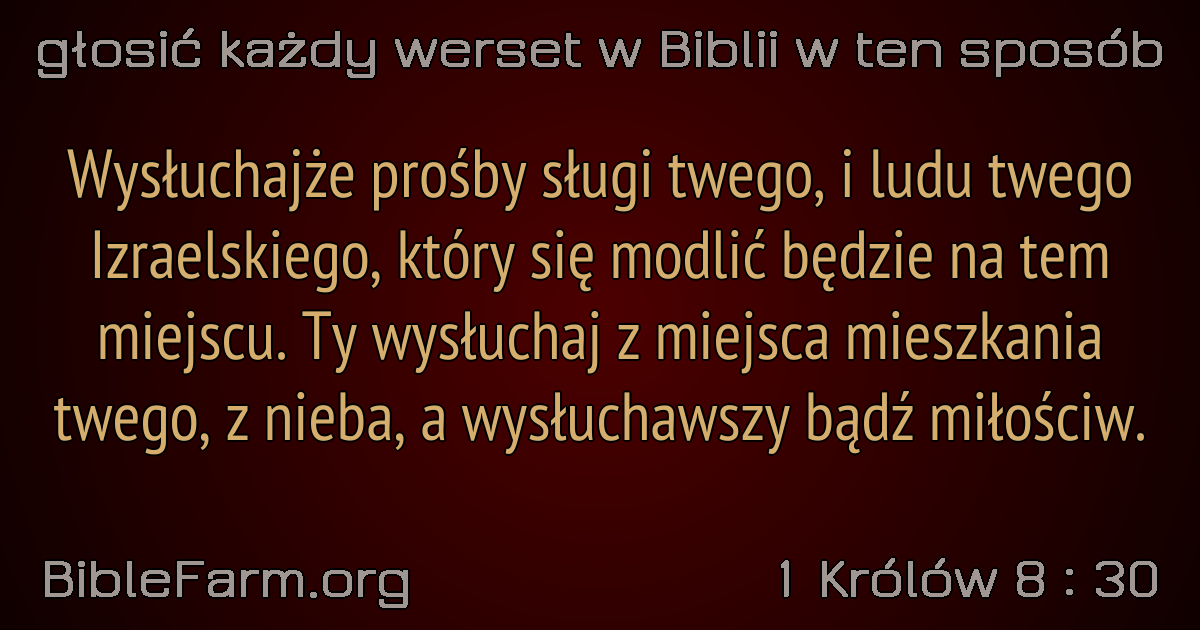 głosić każdy werset w Biblii w ten sposób
Wysłuchajże prośby sługi twego, i ludu twego
Izraelskiego, który się modlić będzie na tem
miejscu. Ty wysłuchaj z miejsca mieszkania
twego, z nieba, a wysłuchawszy bądź miłościw.
BibleFarm.org
1 Królów 8 : 30